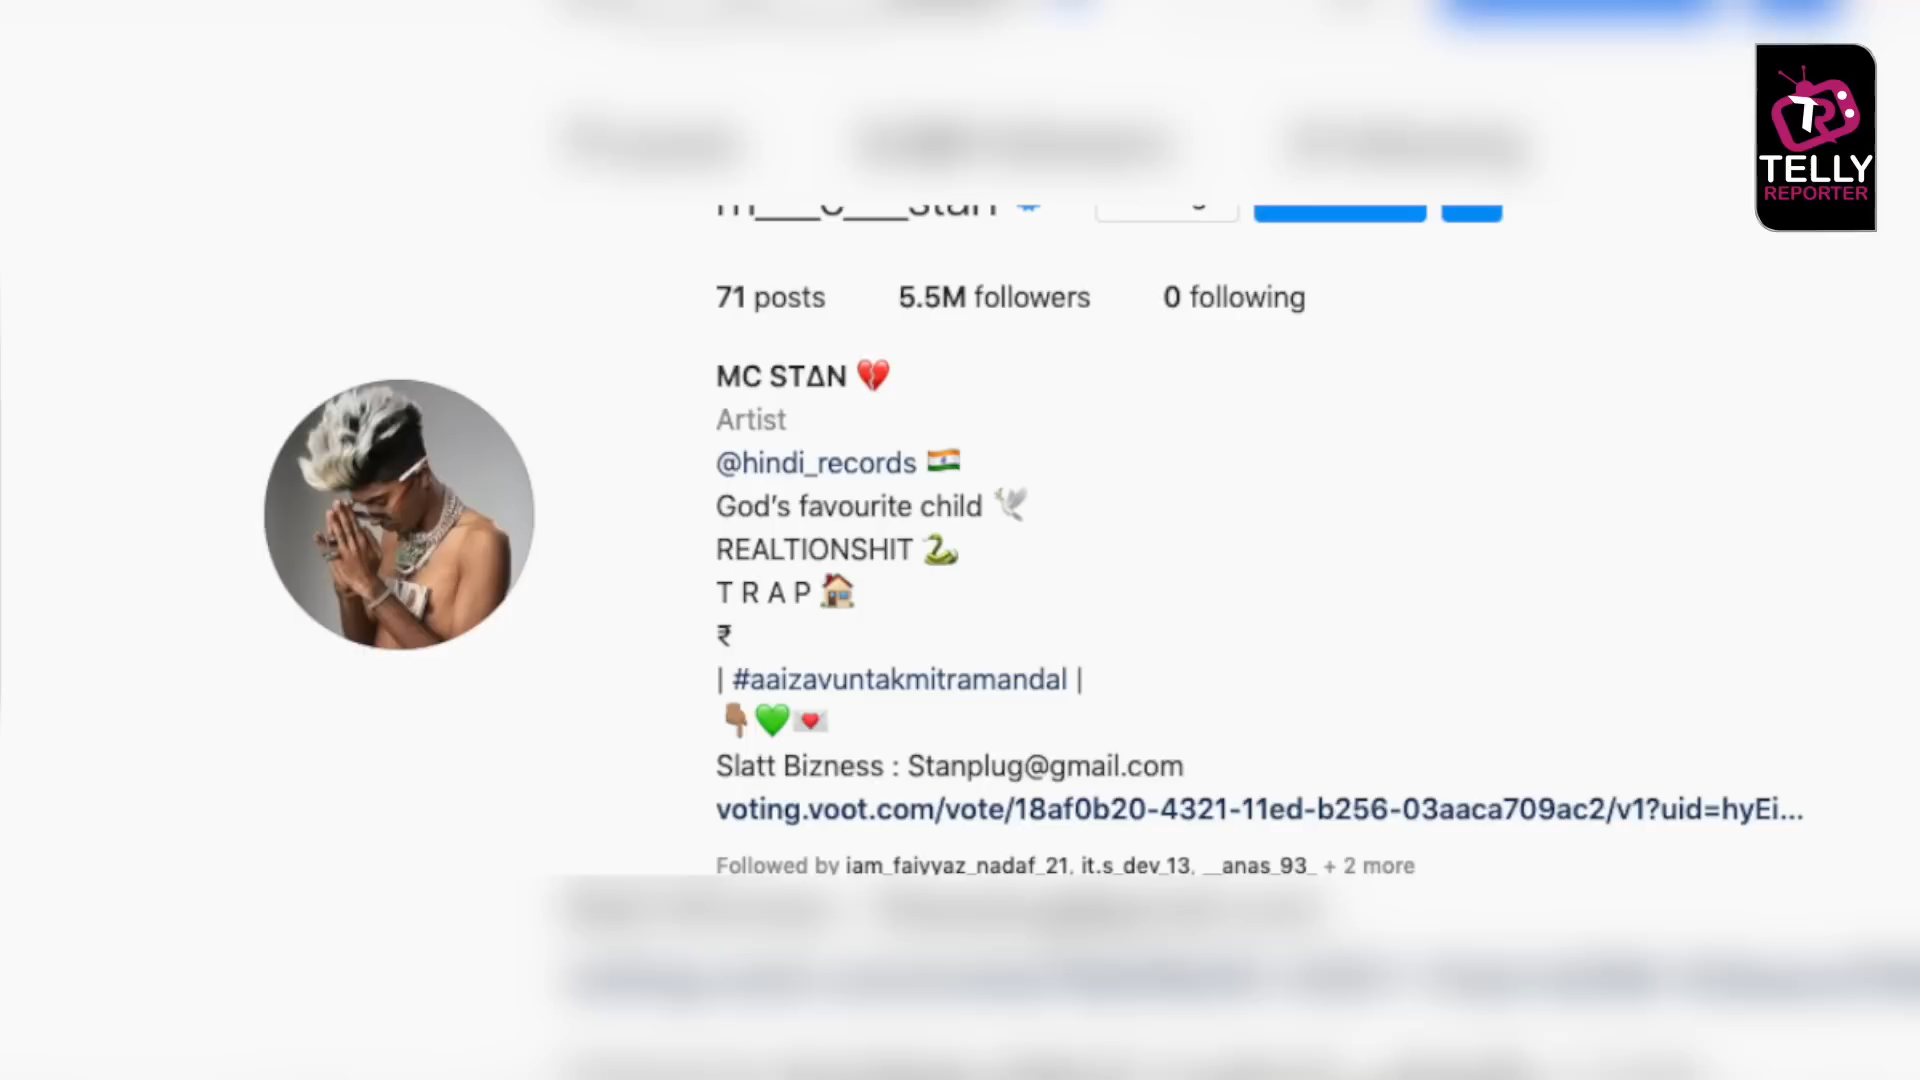 TELLY
REPORTER
71 posts 5.5M followers 0 following
MC STΔN 💔
Artist
@hindi_records 🇮🇳
God's favourite child 🕊️
REALTIONSHIT 🐍
T R A P 🏠
₹
| #aaizavuntakmitramandal |
👇🏽💚💌
Slatt Bizness : Stanplug@gmail.com
voting.voot.com/vote/18af0b20-4321-11ed-b256-03aaca709ac2/v1?uid=hyEi...
Followed by iam_faiyyaz_nadaf_21, it.s_dev_13, __anas_93_ + 2 more